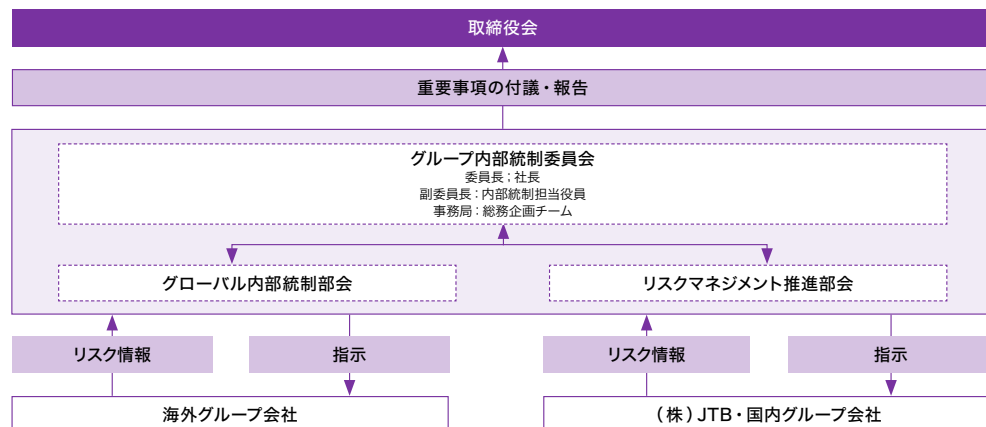 取締役会
重要事項の付議・報告
グループ内部統制委員会
委員長；社長
副委員長：内部統制担当役員
事務局：総務企画チーム
グローバル内部統制部会
リスクマネジメント推進部会
リスク情報
指示
リスク情報
指示
海外グループ会社
（株）JTB・国内グループ会社